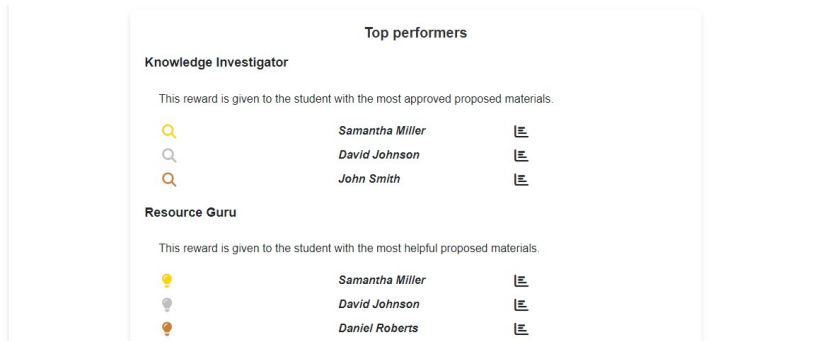 Top performers
Knowledge Investigator
This reward is given to the student with the most approved proposed materials.
Samantha Miller
David Johnson
John Smith
Resource Guru
This reward is given to the student with the most helpful proposed materials.
Samantha Miller
David Johnson
Daniel Roberts